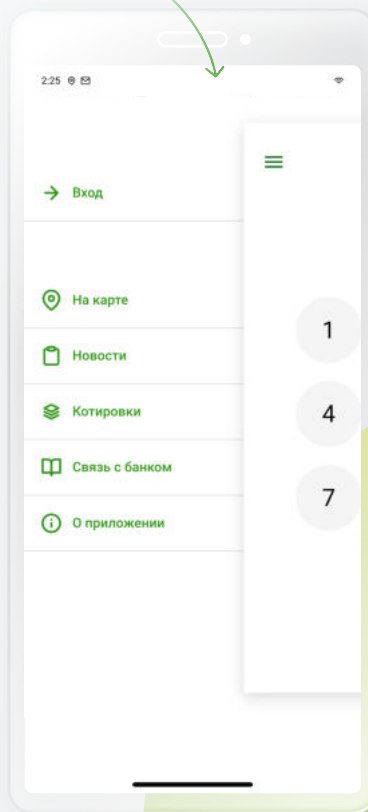 2:25
Вход
На карте
1
Новости
Котировки
4
Связь с банком
7
О приложении